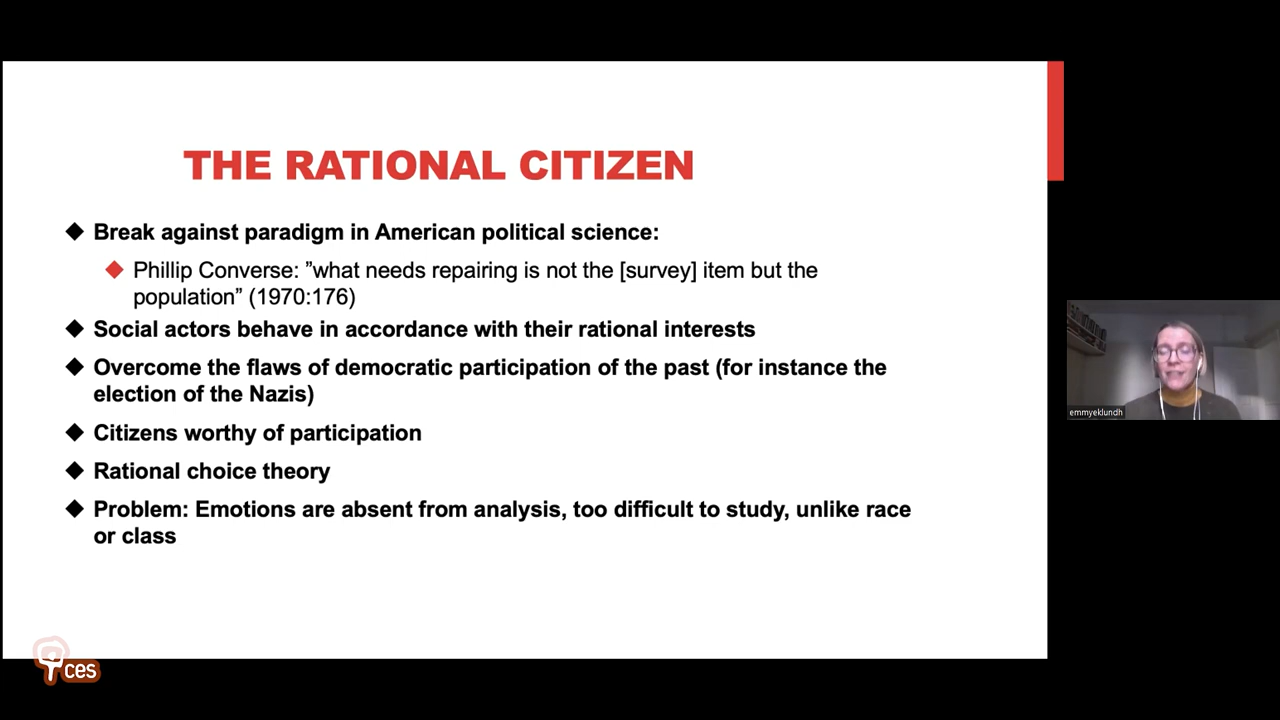 THE RATIONAL CITIZEN
◆ Break against paradigm in American political science:
◆ Phillip Converse: ”what needs repairing is not the [survey] item but the
population” (1970:176)
◆ Social actors behave in accordance with their rational interests
◆ Overcome the flaws of democratic participation of the past (for instance the
election of the Nazis)
◆ Citizens worthy of participation
◆ Rational choice theory
◆ Problem: Emotions are absent from analysis, too difficult to study, unlike race
or class
emmyeklundh
ces